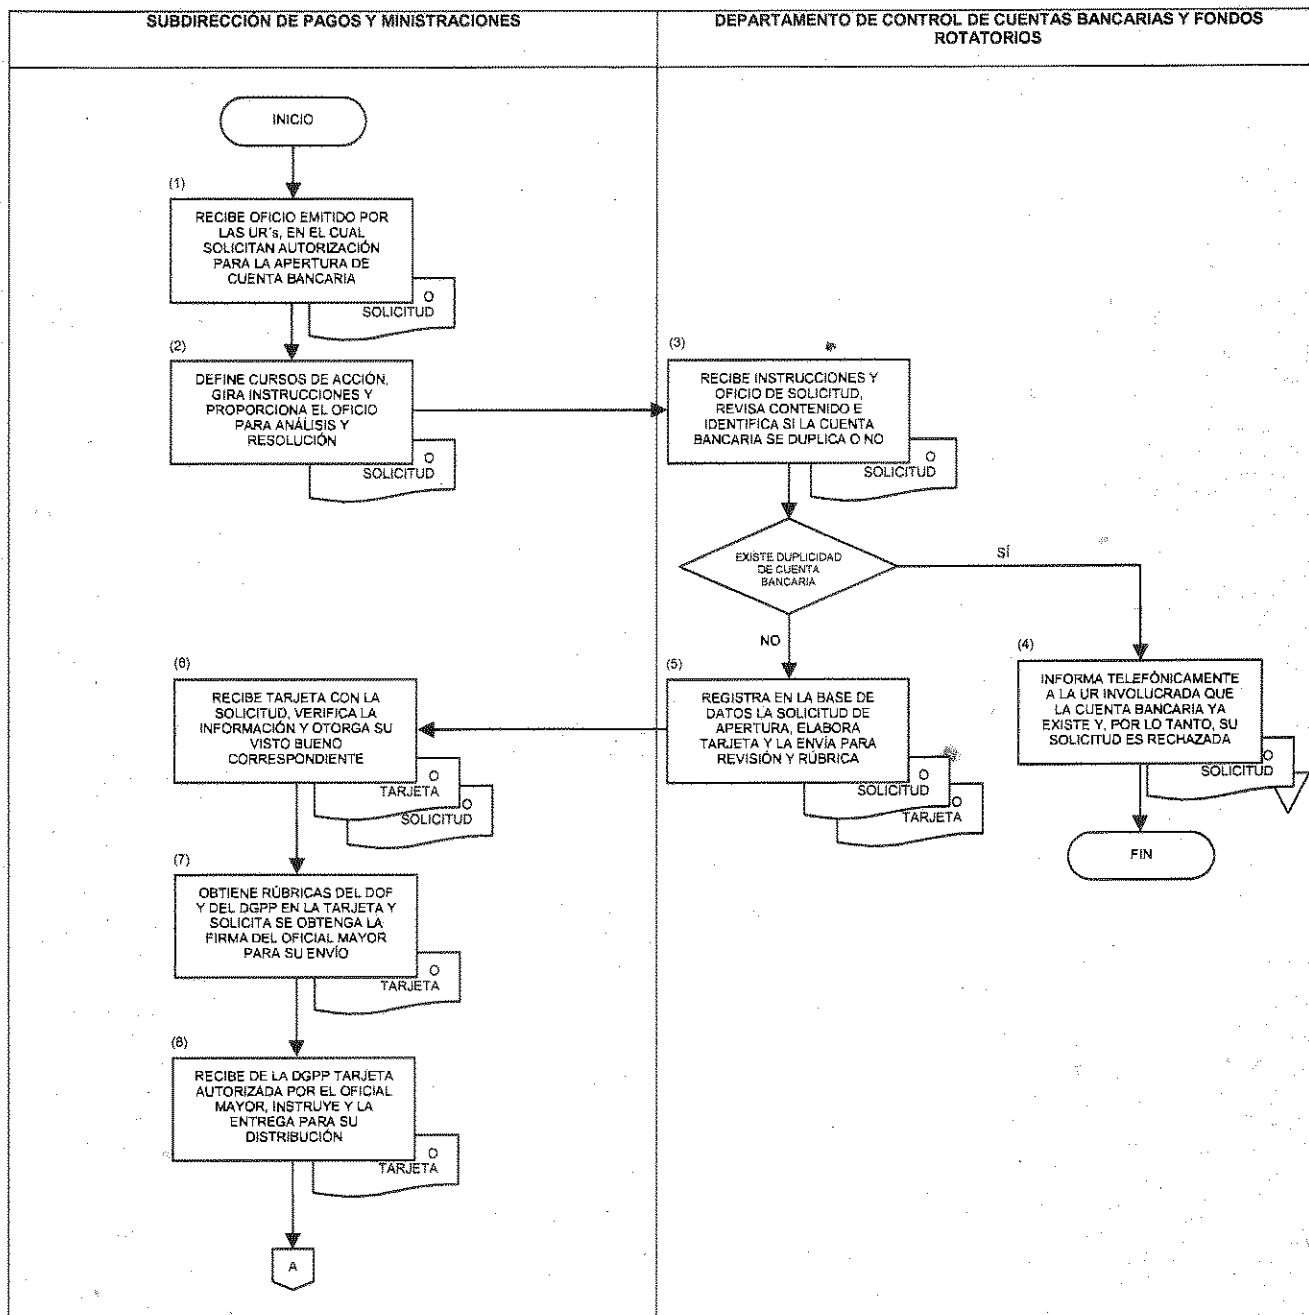 SUBDIRECCIÓN DE PAGOS Y MINISTRACIONES
DEPARTAMENTO DE CONTROL DE CUENTAS BANCARIAS Y FONDOS
ROTATORIOS
INICIO
(1)
RECIBE OFICIO EMITIDO POR
LAS UR's, EN EL CUAL
SOLICITAN AUTORIZACIÓN
PARA LA APERTURA DE
CUENTA BANCARIA
O
SOLICITUD
(2)
DEFINE CURSOS DE ACCIÓN,
GIRA INSTRUCCIONES Y
PROPORCIONA EL OFICIO
PARA ANÁLISIS Y
RESOLUCIÓN
O
SOLICITUD
(3)
RECIBE INSTRUCCIONES Y
OFICIO DE SOLICITUD,
REVISA CONTENIDO E
IDENTIFICA SI LA CUENTA
BANCARIA SE DUPLICA O NO
O
SOLICITUD
EXISTE DUPLICIDAD
DE CUENTA
BANCARIA
SÍ
NO
(4)
INFORMA TELEFÓNICAMENTE
A LA UR INVOLUCRADA QUE
LA CUENTA BANCARIA YA
EXISTE Y, POR LO TANTO, SU
SOLICITUD ES RECHAZADA
O
SOLICITUD
FIN
(5)
REGISTRA EN LA BASE DE
DATOS LA SOLICITUD DE
APERTURA, ELABORA
TARJETA Y LA ENVÍA PARA
REVISIÓN Y RÚBRICA
O
SOLICITUD
O
TARJETA
(6)
RECIBE TARJETA CON LA
SOLICITUD, VERIFICA LA
INFORMACIÓN Y OTORGA SU
VISTO BUENO
CORRESPONDIENTE
O
TARJETA
O
SOLICITUD
(7)
OBTIENE RÚBRICAS DEL DOF
Y DEL DGPP EN LA TARJETA Y
SOLICITA SE OBTENGA LA
FIRMA DEL OFICIAL MAYOR
PARA SU ENVÍO
O
TARJETA
(8)
RECIBE DE LA DGPP TARJETA
AUTORIZADA POR EL OFICIAL
MAYOR, INSTRUYE Y LA
ENTREGA PARA SU
DISTRIBUCIÓN
O
TARJETA
A